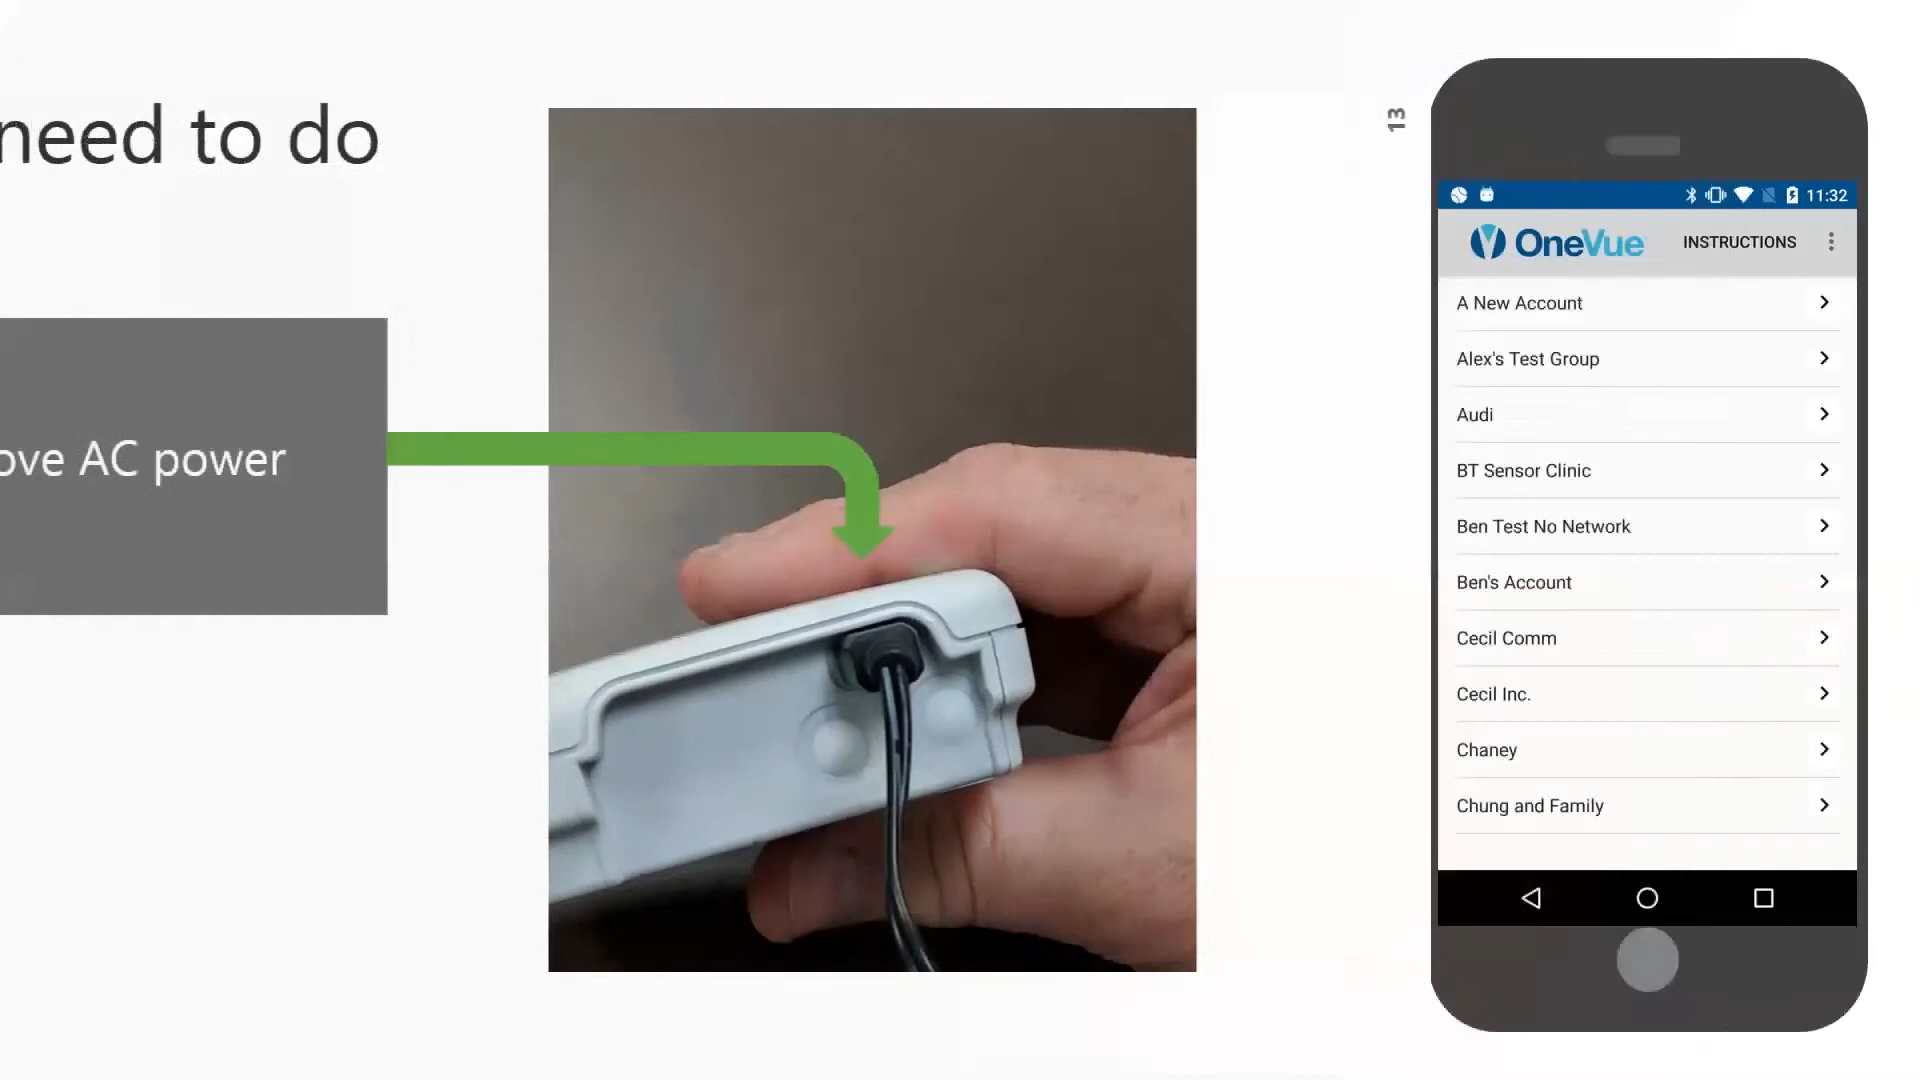 need to do
ove AC power
13
11:32
OneVue INSTRUCTIONS
A New Account
Alex's Test Group
Audi
BT Sensor Clinic
Ben Test No Network
Ben's Account
Cecil Comm
Cecil Inc.
Chaney
Chung and Family